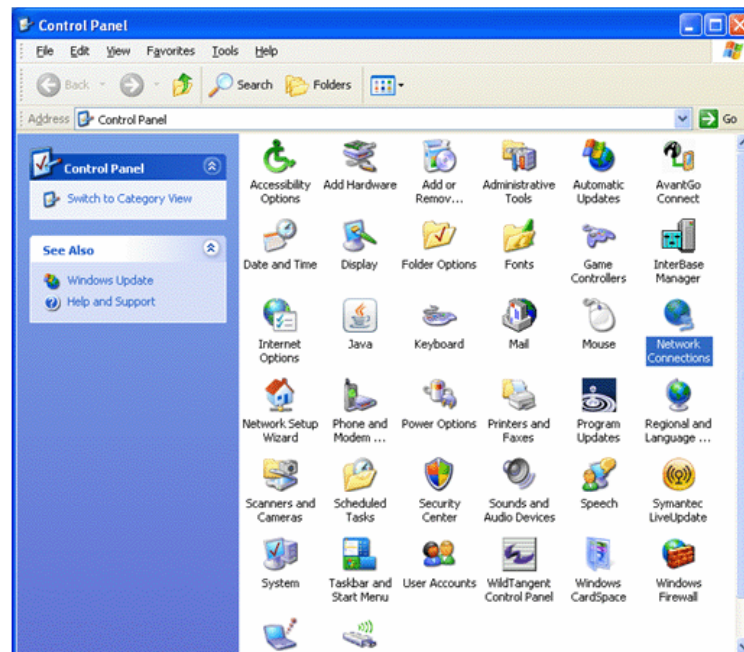 Control Panel
File Edit View Favorites Tools Help
Back Search Folders
Address Control Panel Go
Control Panel
Switch to Category View
See Also
Windows Update
Help and Support
Accessibility Options
Add Hardware
Add or Remov...
Administrative Tools
Automatic Updates
AvantGo Connect
Date and Time
Display
Folder Options
Fonts
Game Controllers
InterBase Manager
Internet Options
Java
Keyboard
Mail
Mouse
Network Connections
Network Setup Wizard
Phone and Modem ...
Power Options
Printers and Faxes
Program Updates
Regional and Language ...
Scanners and Cameras
Scheduled Tasks
Security Center
Sounds and Audio Devices
Speech
Symantec LiveUpdate
System
Taskbar and Start Menu
User Accounts
WildTangent Control Panel
Windows CardSpace
Windows Firewall